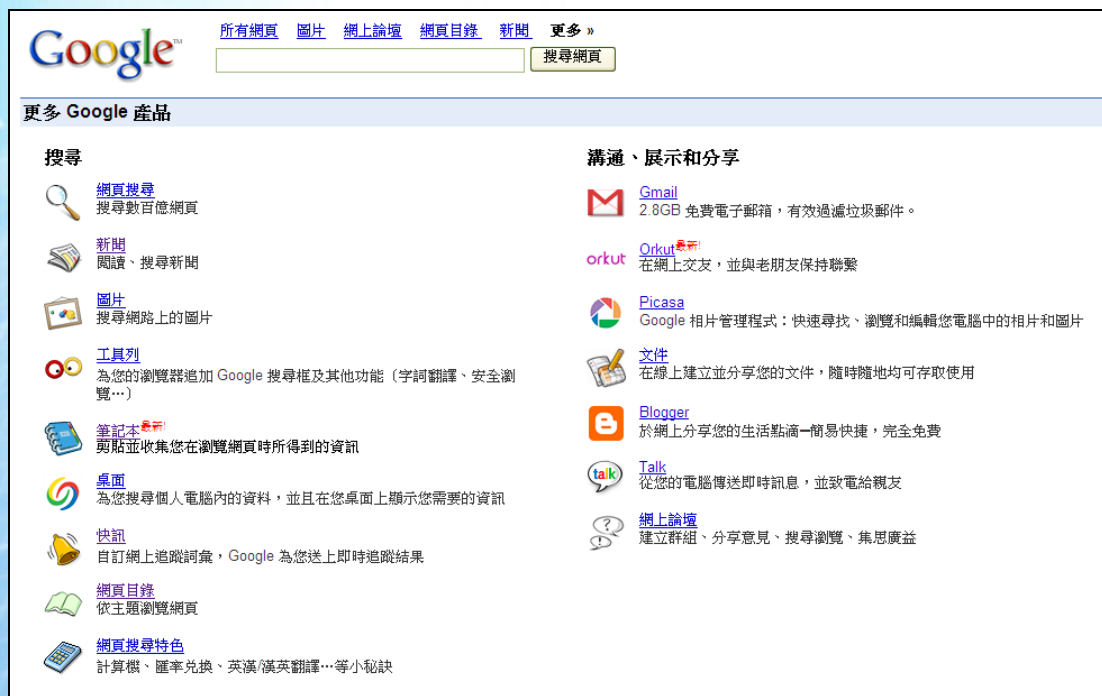 Google™
所有網頁 圖片 網上論壇 網頁目錄 新聞 更多 »
搜尋網頁
更多 Google 產品
搜尋
網頁搜尋
搜尋數百億網頁
新聞
閱讀、搜尋新聞
圖片
搜尋網路上的圖片
工具列
為您的瀏覽器追加 Google 搜尋框及其他功能〔字詞翻譯、安全瀏
覽…〕
筆記本最新!
剪貼並收集您在瀏覽網頁時所得到的資訊
桌面
為您搜尋個人電腦內的資料，並且在您桌面上顯示您需要的資訊
快訊
自訂網上追蹤詞彙，Google 為您送上即時追蹤結果
網頁目錄
依主題瀏覽網頁
網頁搜尋特色
計算機、匯率兌換、英漢/漢英翻譯…等小秘訣
溝通、展示和分享
Gmail
2.8GB 免費電子郵箱，有效過濾垃圾郵件。
orkut
Orkut最新!
在網上交友，並與老朋友保持聯繫
Picasa
Google 相片管理程式：快速尋找、瀏覽和編輯您電腦中的相片和圖片
文件
在線上建立並分享您的文件，隨時隨地均可存取使用
Blogger
於網上分享您的生活點滴─簡易快捷，完全免費
talk
Talk
從您的電腦傳送即時訊息，並致電給親友
網上論壇
建立群組、分享意見、搜尋瀏覽、集思廣益